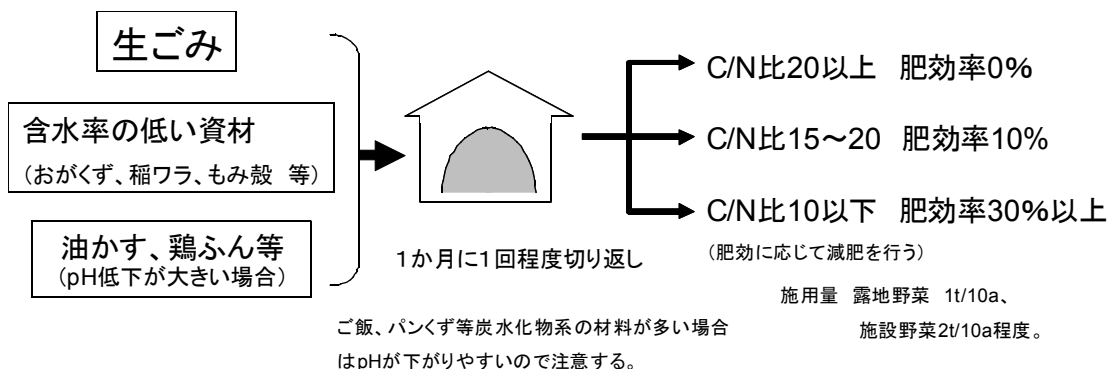 生ごみ
含水率の低い資材
(おがくず、稲ワラ、もみ殻　等)
油かす、鶏ふん等
(pH低下が大きい場合)
1か月に1回程度切り返し
ご飯、パンくず等炭水化物系の材料が多い場合
はpHが下がりやすいので注意する。
C/N比20以上　肥効率0%
C/N比15～20　肥効率10%
C/N比10以下　肥効率30%以上
(肥効に応じて減肥を行う)
施用量　露地野菜　1t/10a、
施設野菜2t/10a程度。